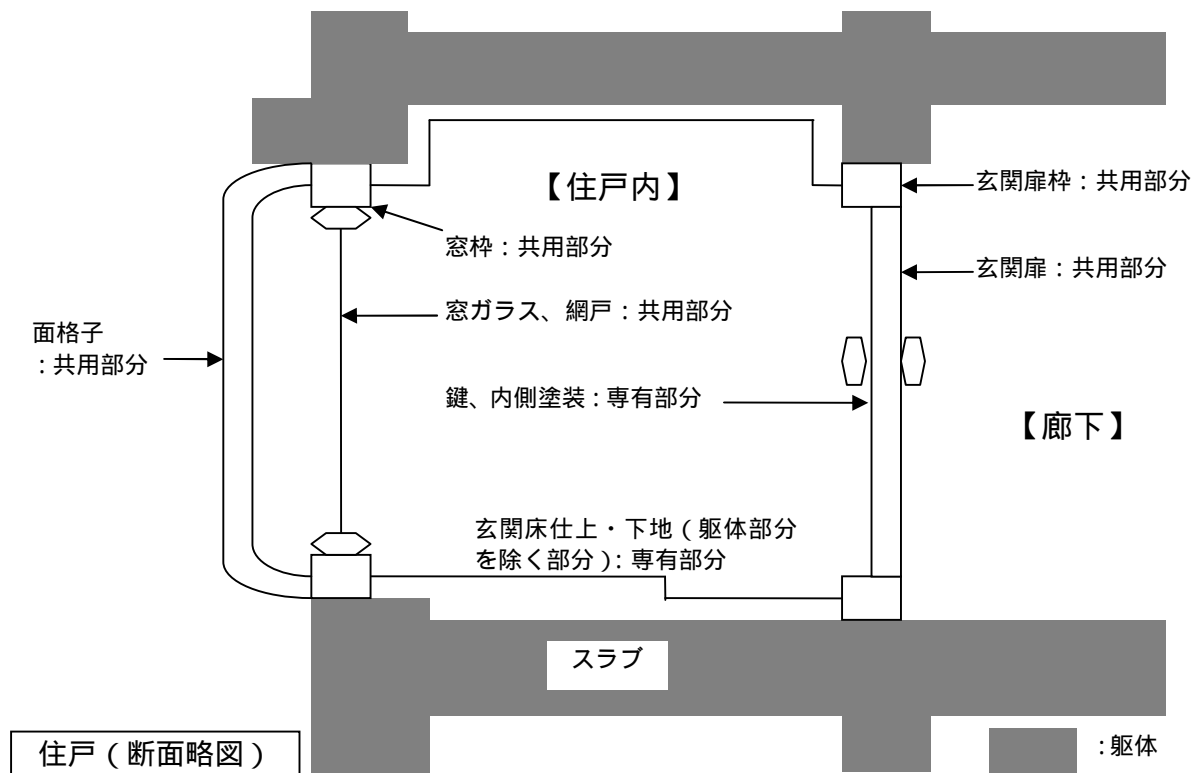 【住戸内】
玄関扉枠：共用部分
窓枠：共用部分
玄関扉：共用部分
窓ガラス、網戸：共用部分
面格子
：共用部分
鍵、内側塗装：専有部分
【廊下】
玄関床仕上・下地（躯体部分
を除く部分）：専有部分
スラブ
住戸（断面略図）
：躯体